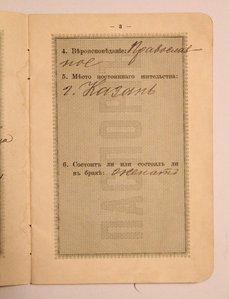 — 3 —
4. Вѣроисповѣданіе: Православ-
ное
5. Мѣсто постояннаго жительства:
г. Казань
6. Состоитъ ли или состоялъ ли
въ бракѣ: женатъ
ПАСПОРТ